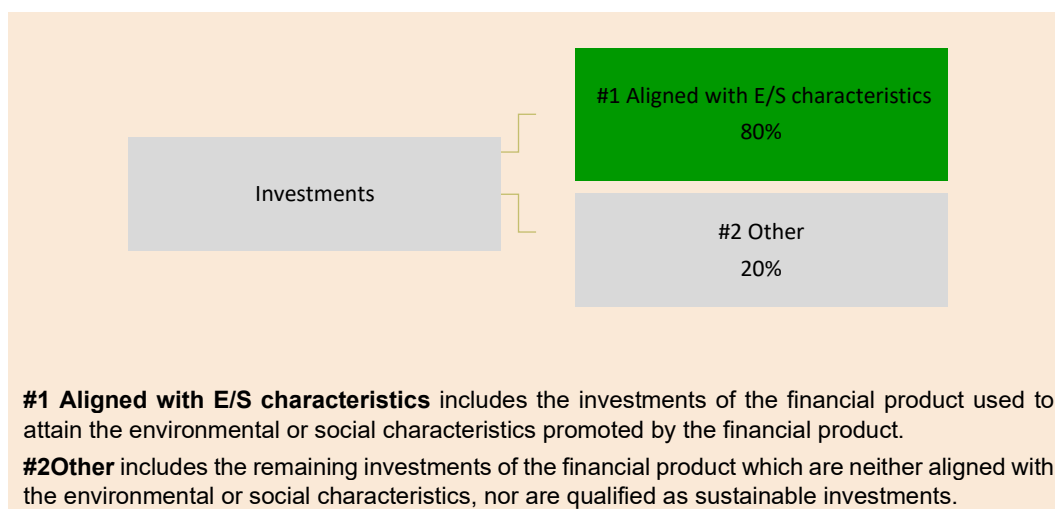 #1 Aligned with E/S characteristics
80%
Investments
#2 Other
20%
#1 Aligned with E/S characteristics includes the investments of the financial product used to
attain the environmental or social characteristics promoted by the financial product.
#2Other includes the remaining investments of the financial product which are neither aligned with
the environmental or social characteristics, nor are qualified as sustainable investments.